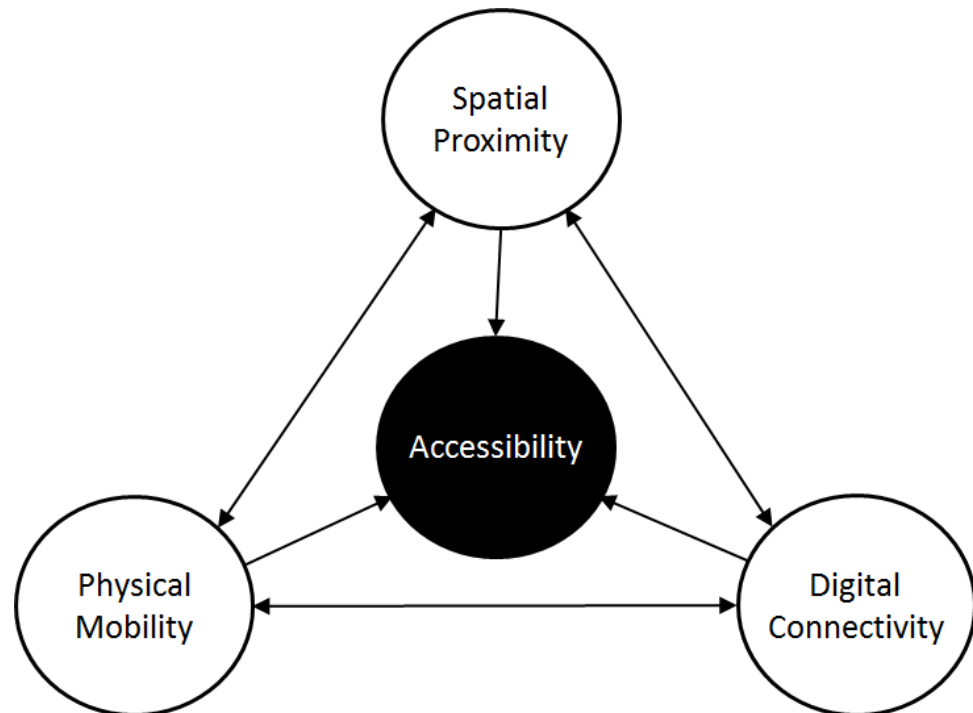 Spatial
Proximity
Accessibility
Physical
Mobility
Digital
Connectivity